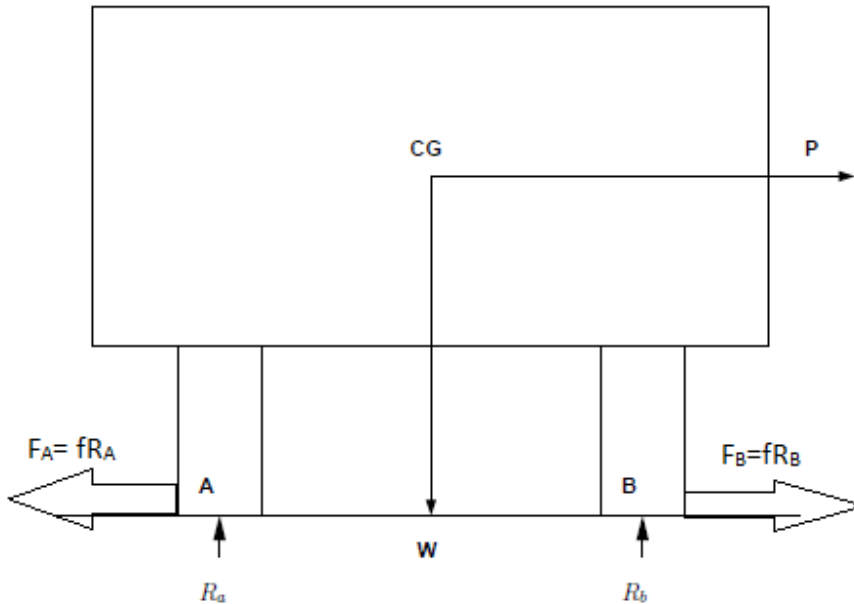 CG
P
F_A= fR_A
F_B=fR_B
A
B
W
R_a
R_b